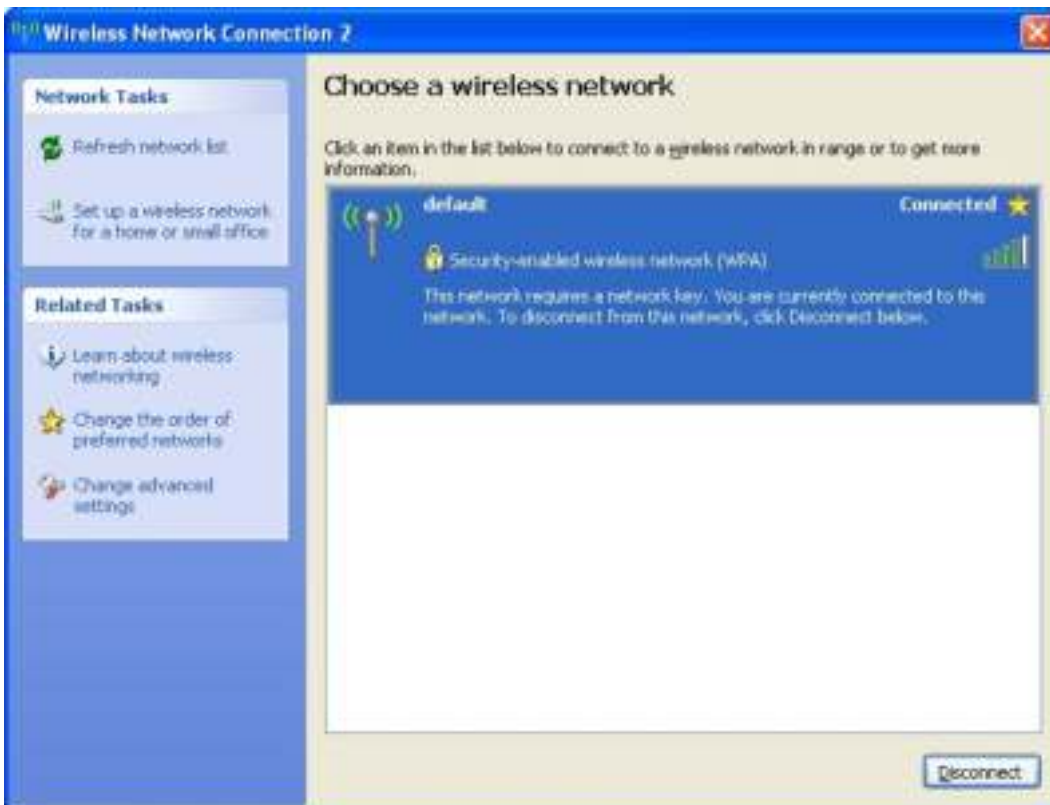 Wireless Network Connection 2
Network Tasks
Refresh network list
Set up a wireless network
for a home or small office
Related Tasks
Learn about wireless
networking
Change the order of
preferred networks
Change advanced
settings
Choose a wireless network
Click an item in the list below to connect to a wireless network in range or to get more
information.
default
Connected
Security-enabled wireless network (WPA)
This network requires a network key. You are currently connected to this
network. To disconnect from this network, click Disconnect below.
Disconnect